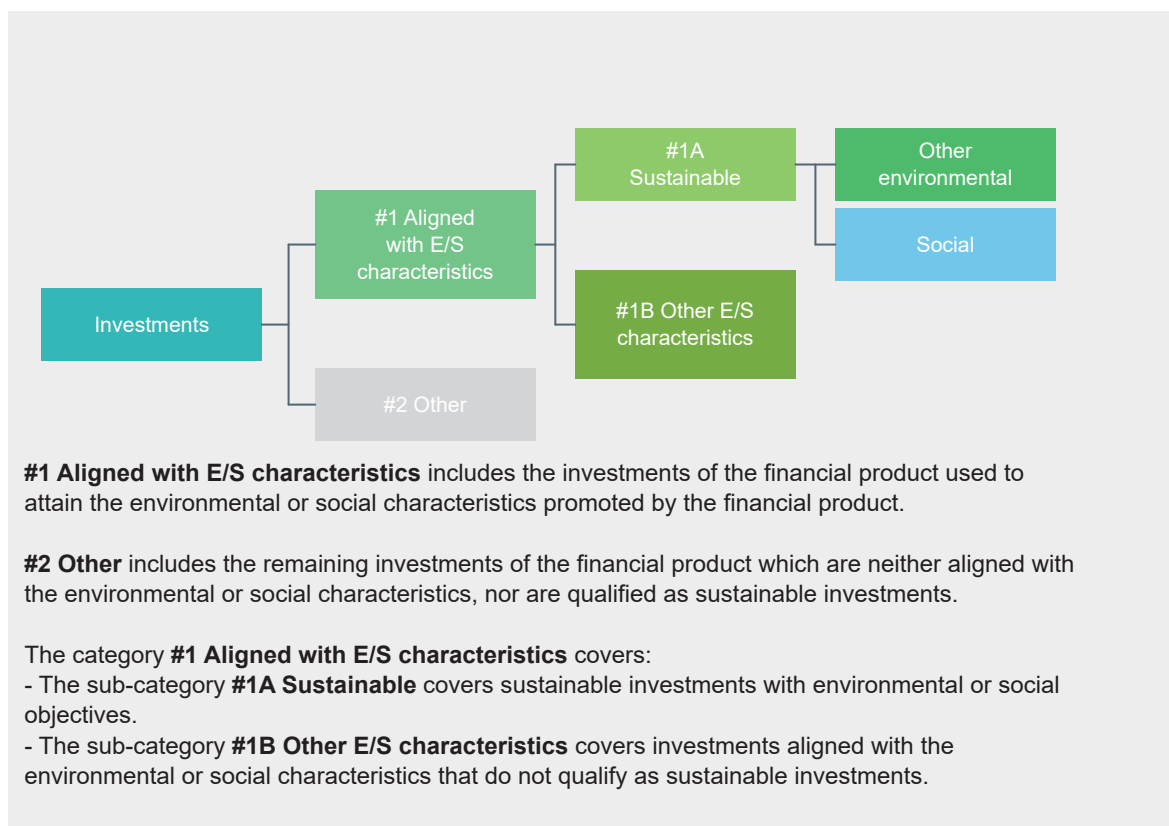 #1A
Sustainable
Other
environmental
#1 Aligned
with E/S
characteristics
Social
Investments
#1B Other E/S
characteristics
#2 Other
#1 Aligned with E/S characteristics includes the investments of the financial product used to
attain the environmental or social characteristics promoted by the financial product.
#2 Other includes the remaining investments of the financial product which are neither aligned with
the environmental or social characteristics, nor are qualified as sustainable investments.
The category #1 Aligned with E/S characteristics covers:
- The sub-category #1A Sustainable covers sustainable investments with environmental or social
objectives.
- The sub-category #1B Other E/S characteristics covers investments aligned with the
environmental or social characteristics that do not qualify as sustainable investments.